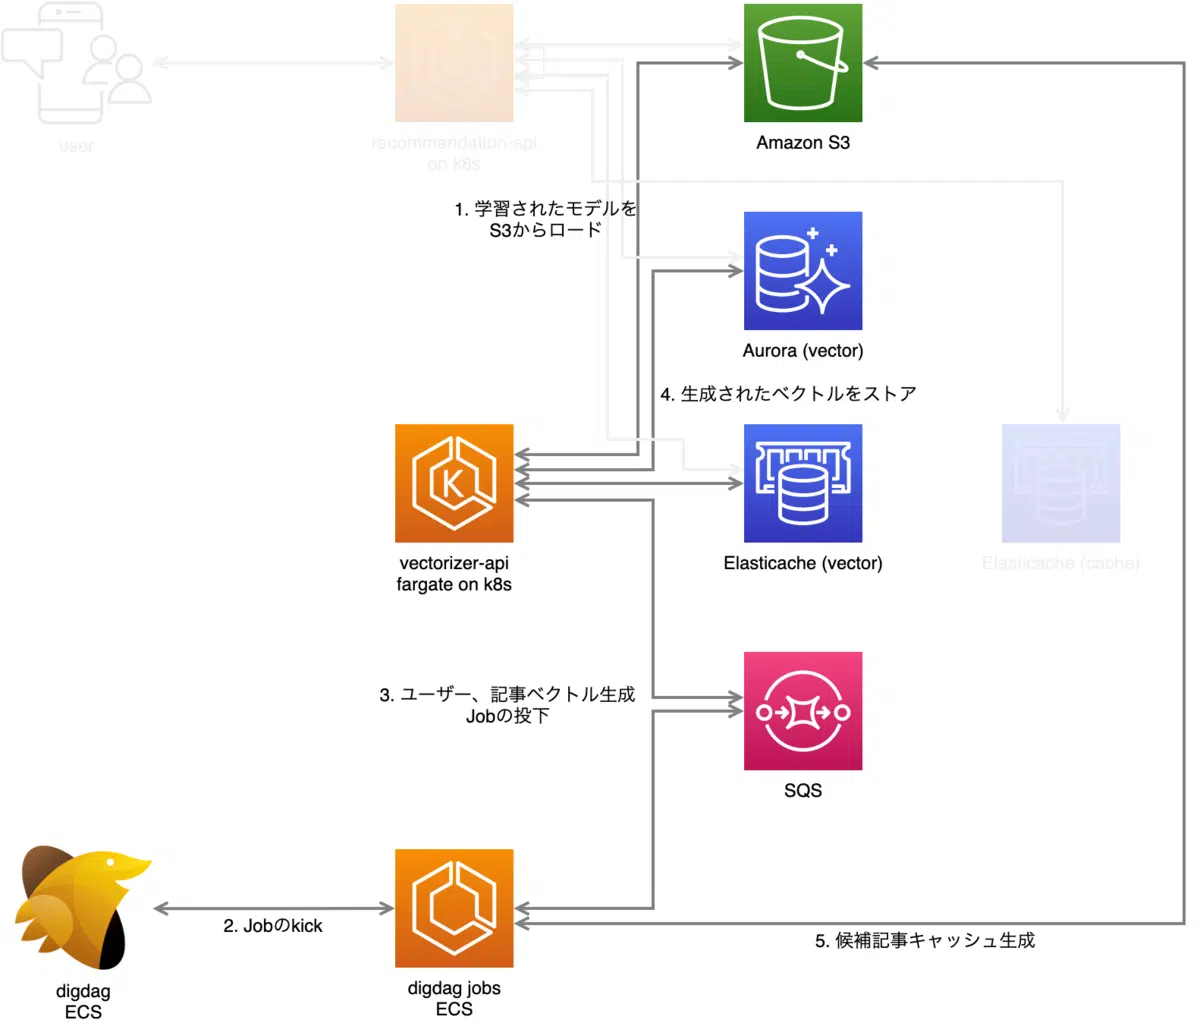 user
recommendation-api
on k8s
Amazon S3
1. 学習されたモデルを
S3からロード
Aurora (vector)
4. 生成されたベクトルをストア
K
vectorizer-api
fargate on k8s
Elasticache (vector)
Elasticache (cache)
3. ユーザー、記事ベクトル生成
Jobの投下
SQS
2. Jobのkick
5. 候補記事キャッシュ生成
digdag
ECS
digdag jobs
ECS